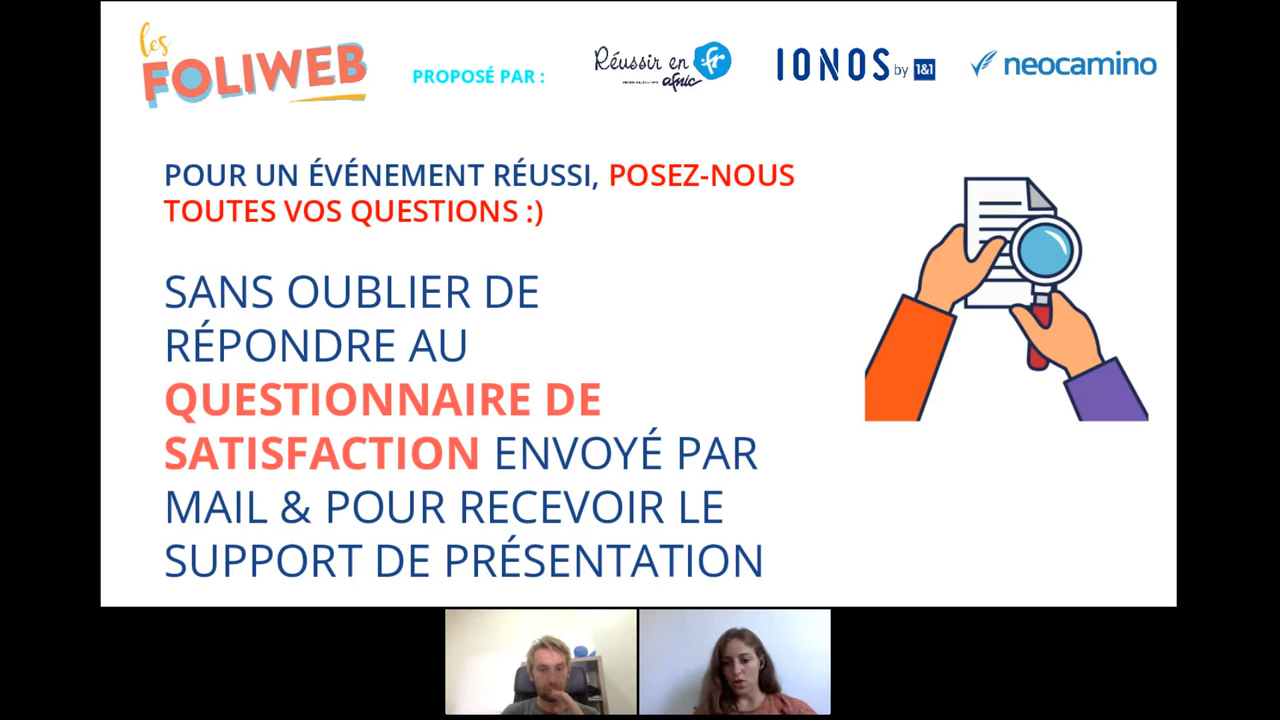 les
FOLIWEB
PROPOSÉ PAR :
Réussir en .fr
afnic
IONOS by 1&1
neocamino
POUR UN ÉVÉNEMENT RÉUSSI, POSEZ-NOUS
TOUTES VOS QUESTIONS :)
SANS OUBLIER DE
RÉPONDRE AU
QUESTIONNAIRE DE
SATISFACTION ENVOYÉ PAR
MAIL & POUR RECEVOIR LE
SUPPORT DE PRÉSENTATION